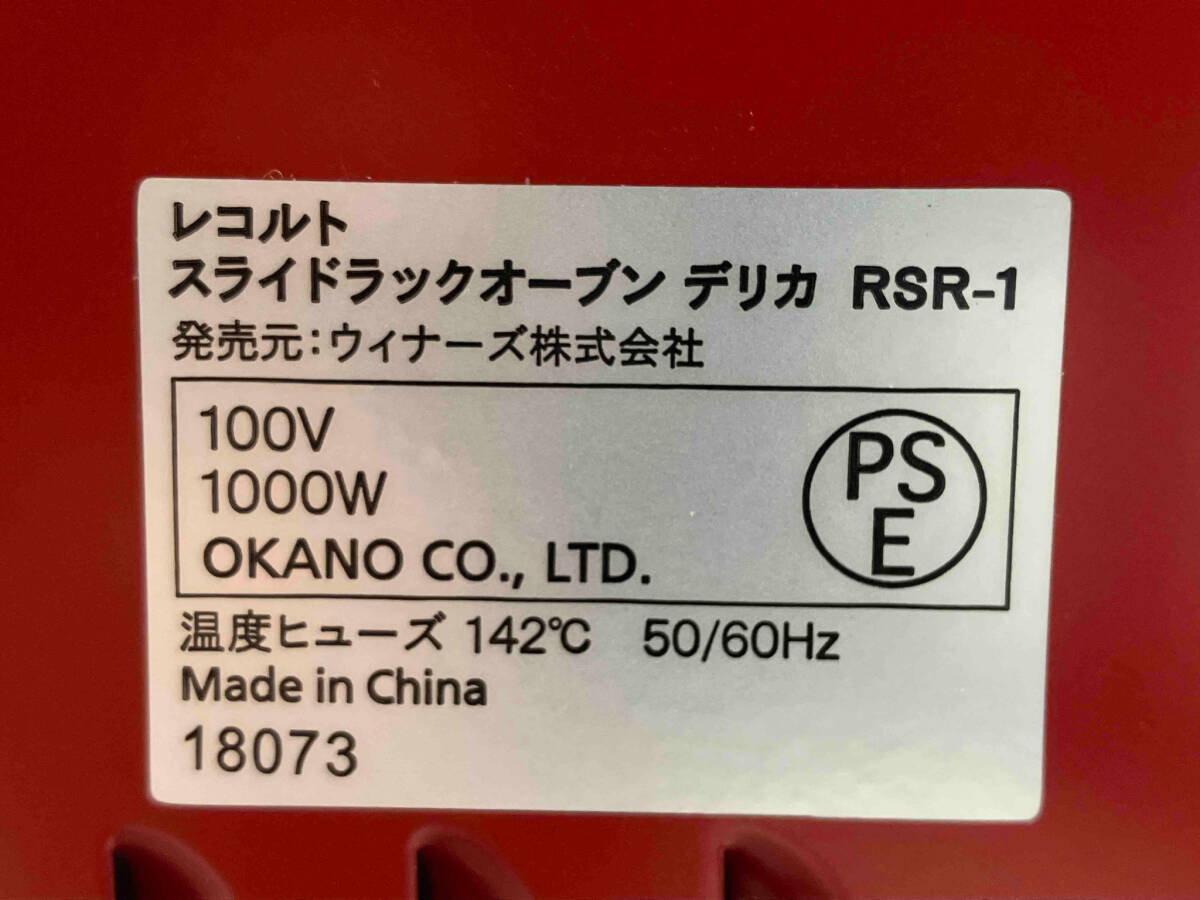 レコルト
スライドラックオーブン デリカ RSR-1
発売元:ウィナーズ株式会社
100V
1000W
OKANO CO., LTD.
PS
E
温度ヒューズ 142℃ 50/60Hz
Made in China
18073